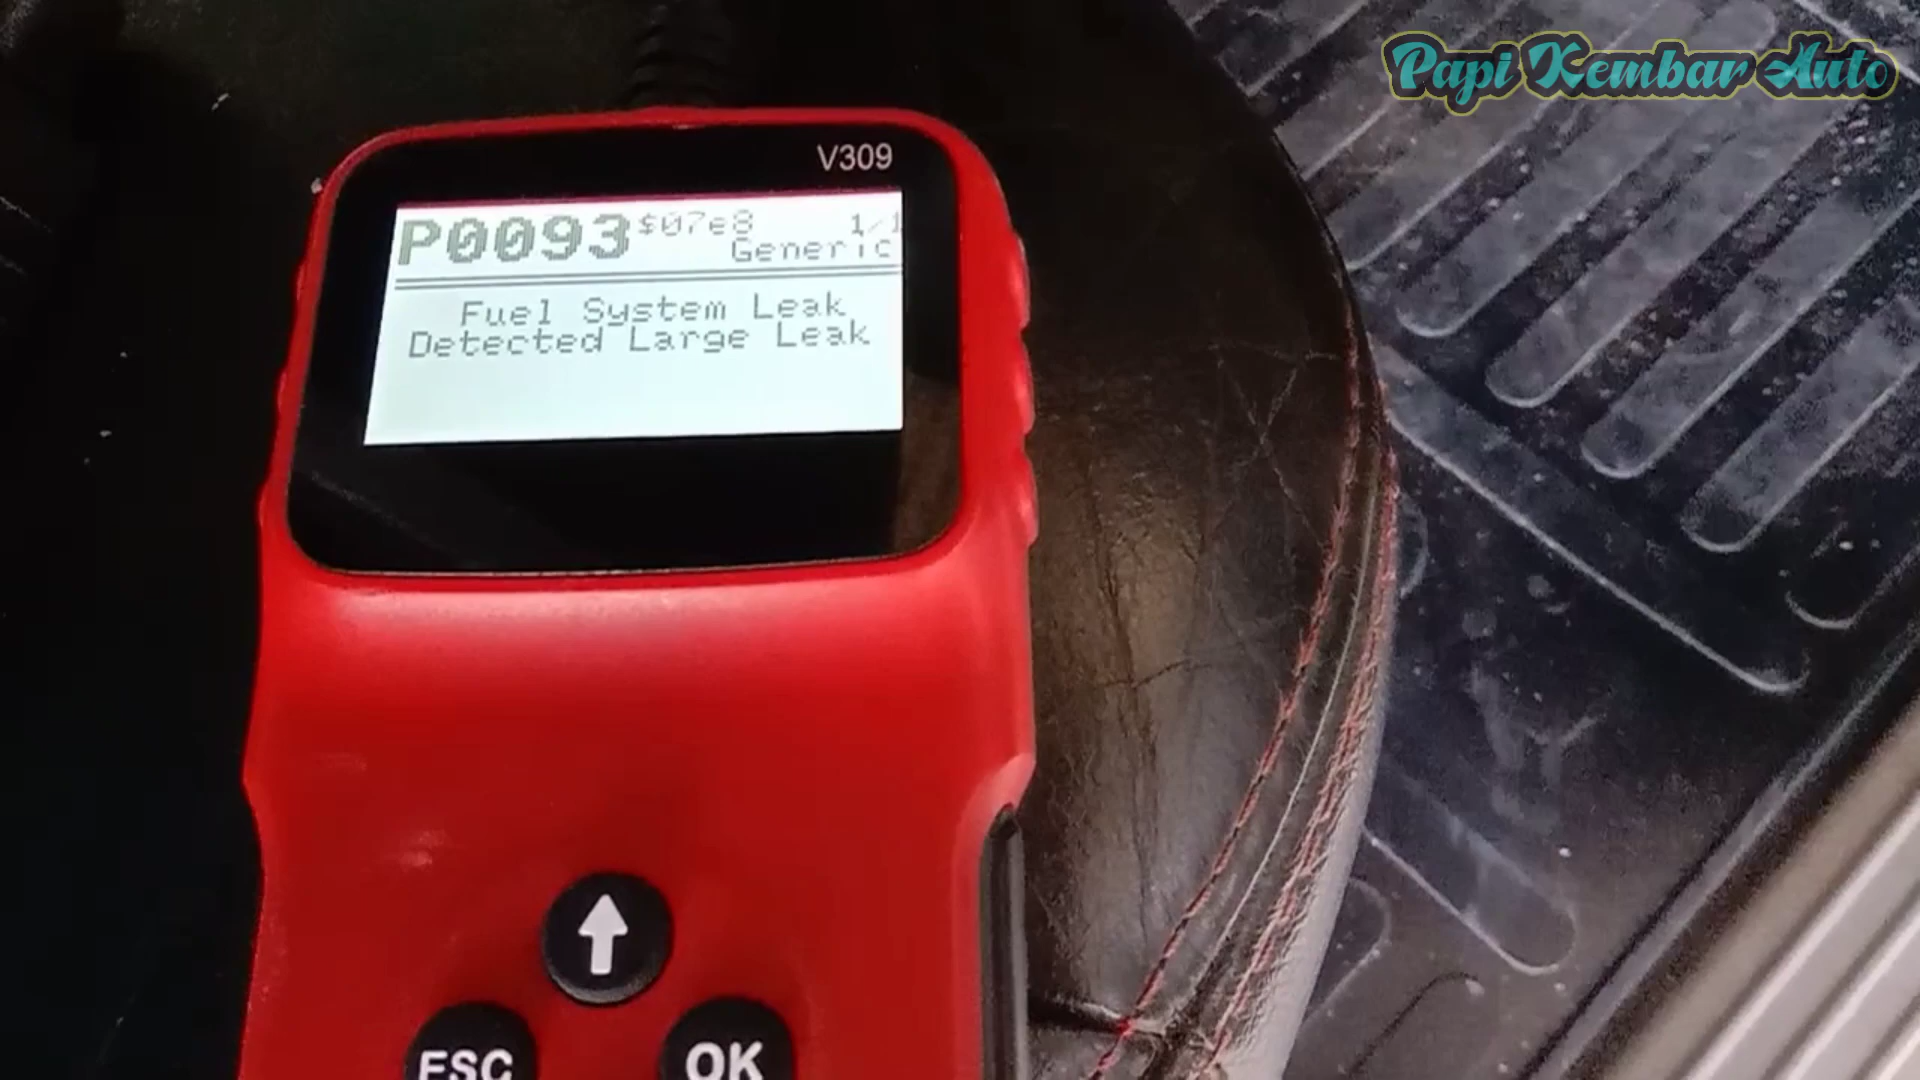 Papi Kembar Auto
V309
P0093 $07e8 1/1
Generic
Fuel System Leak
Detected Large Leak
ESC
OK